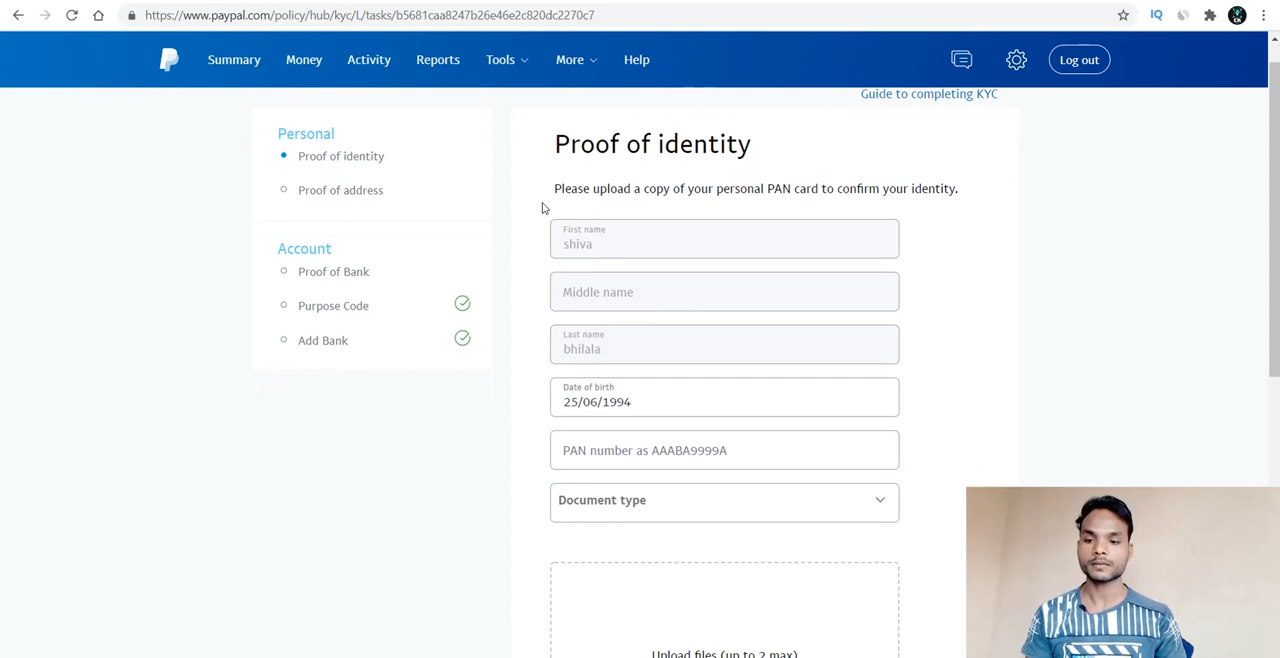 https://www.paypal.com/policy/hub/kyc/L/tasks/b5681caa8247b26e46e2c820dc2270c7
IQ
Summary
Money
Activity
Reports
Tools
More
Help
Log out
Guide to completing KYC
Personal
Proof of identity
Proof of address
Account
Proof of Bank
Purpose Code
Add Bank
Proof of identity
Please upload a copy of your personal PAN card to confirm your identity.
First name
shiva
Middle name
Last name
bhilala
Date of birth
25/06/1994
PAN number as AAABA9999A
Document type
Upload files (up to 2 max)